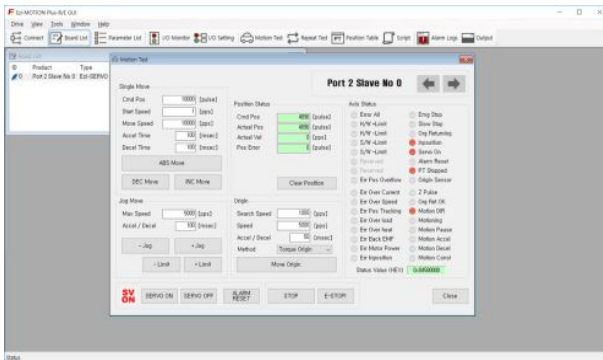 Ezi-MOTION Plus-R/E GUI
Drive View Tools Window Help
Connect Board List Parameter List I/O Monitor I/O Setting Motion Test Repeat Test Position Table Script Alarm Logs Output
Board List
ID Product Type
0 Port 2 Slave No 0 Ezi-SERVO
Motion Test
Port 2 Slave No 0
Single Move
Cmd Pos 10000 [pulse]
Start Speed 1 [pps]
Move Speed 10000 [pps]
Accel Time 100 [msec]
Decel Time 100 [msec]
ABS Move
DEC Move INC Move
Jog Move
Max Speed 5000 [pps]
Accel / Decel 100 [msec]
- Jog + Jog
- Limit + Limit
Position Status
Cmd Pos [pulse]
Actual Pos [pulse]
Actual Vel 0 [pps]
Pos Error 0 [pulse]
Clear Position
Origin
Search Speed 1000 [pps]
Speed 5000 [pps]
Accel / Decel 50 [msec]
Method Torque Origin
Move Origin
Axis Status
Error All
H/W +Limit
H/W -Limit
S/W +Limit
S/W -Limit
Reserved
Reserved
Err Pos Overflow
Err Over Current
Err Over Speed
Err Pos Tracking
Err Over load
Err Over heat
Err Back EMF
Err Motor Power
Err Inposition
Emg Stop
Slow Stop
Org Returning
Inposition
Servo On
Alarm Reset
PT Stopped
Origin Sensor
Z Pulse
Org Ret OK
Motion DIR
Motioning
Motion Pause
Motion Accel
Motion Decel
Motion Const
Status Value (HEX)
SV ON SERVO ON SERVO OFF ALARM RESET STOP E-STOP! Close
Status